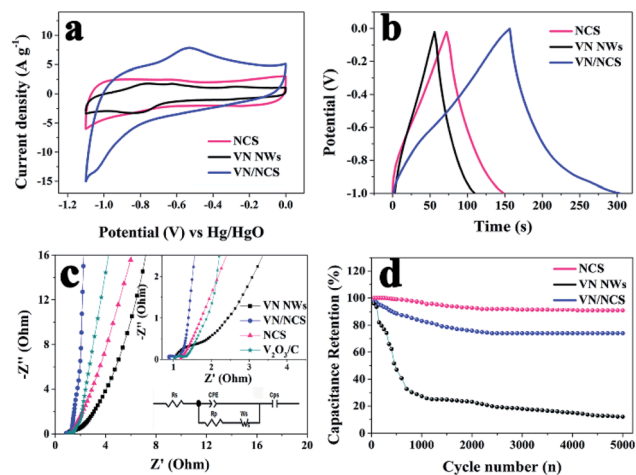 a
Current density (A g⁻¹)
15
10
5
0
-5
-10
-15
NCS
VN NWs
VN/NCS
-1.2 -0.9 -0.6 -0.3 0.0
Potential (V) vs Hg/HgO
b
Potential (V)
0.0
-0.2
-0.4
-0.6
-0.8
-1.0
NCS
VN NWs
VN/NCS
0 50 100 150 200 250 300
Time (s)
c
-Z'' (Ohm)
16
12
8
4
0
-Z'' (Ohm)
2
0
1 2 3 4
Z' (Ohm)
VN NWs
VN/NCS
NCS
V₂O₃/C
Rs CPE Cps
Rp Ws
0 4 8 12 16 20
Z' (Ohm)
d
Capacitance Retention (%)
120
100
80
60
40
20
0
NCS
VN NWs
VN/NCS
0 1000 2000 3000 4000 5000
Cycle number (n)